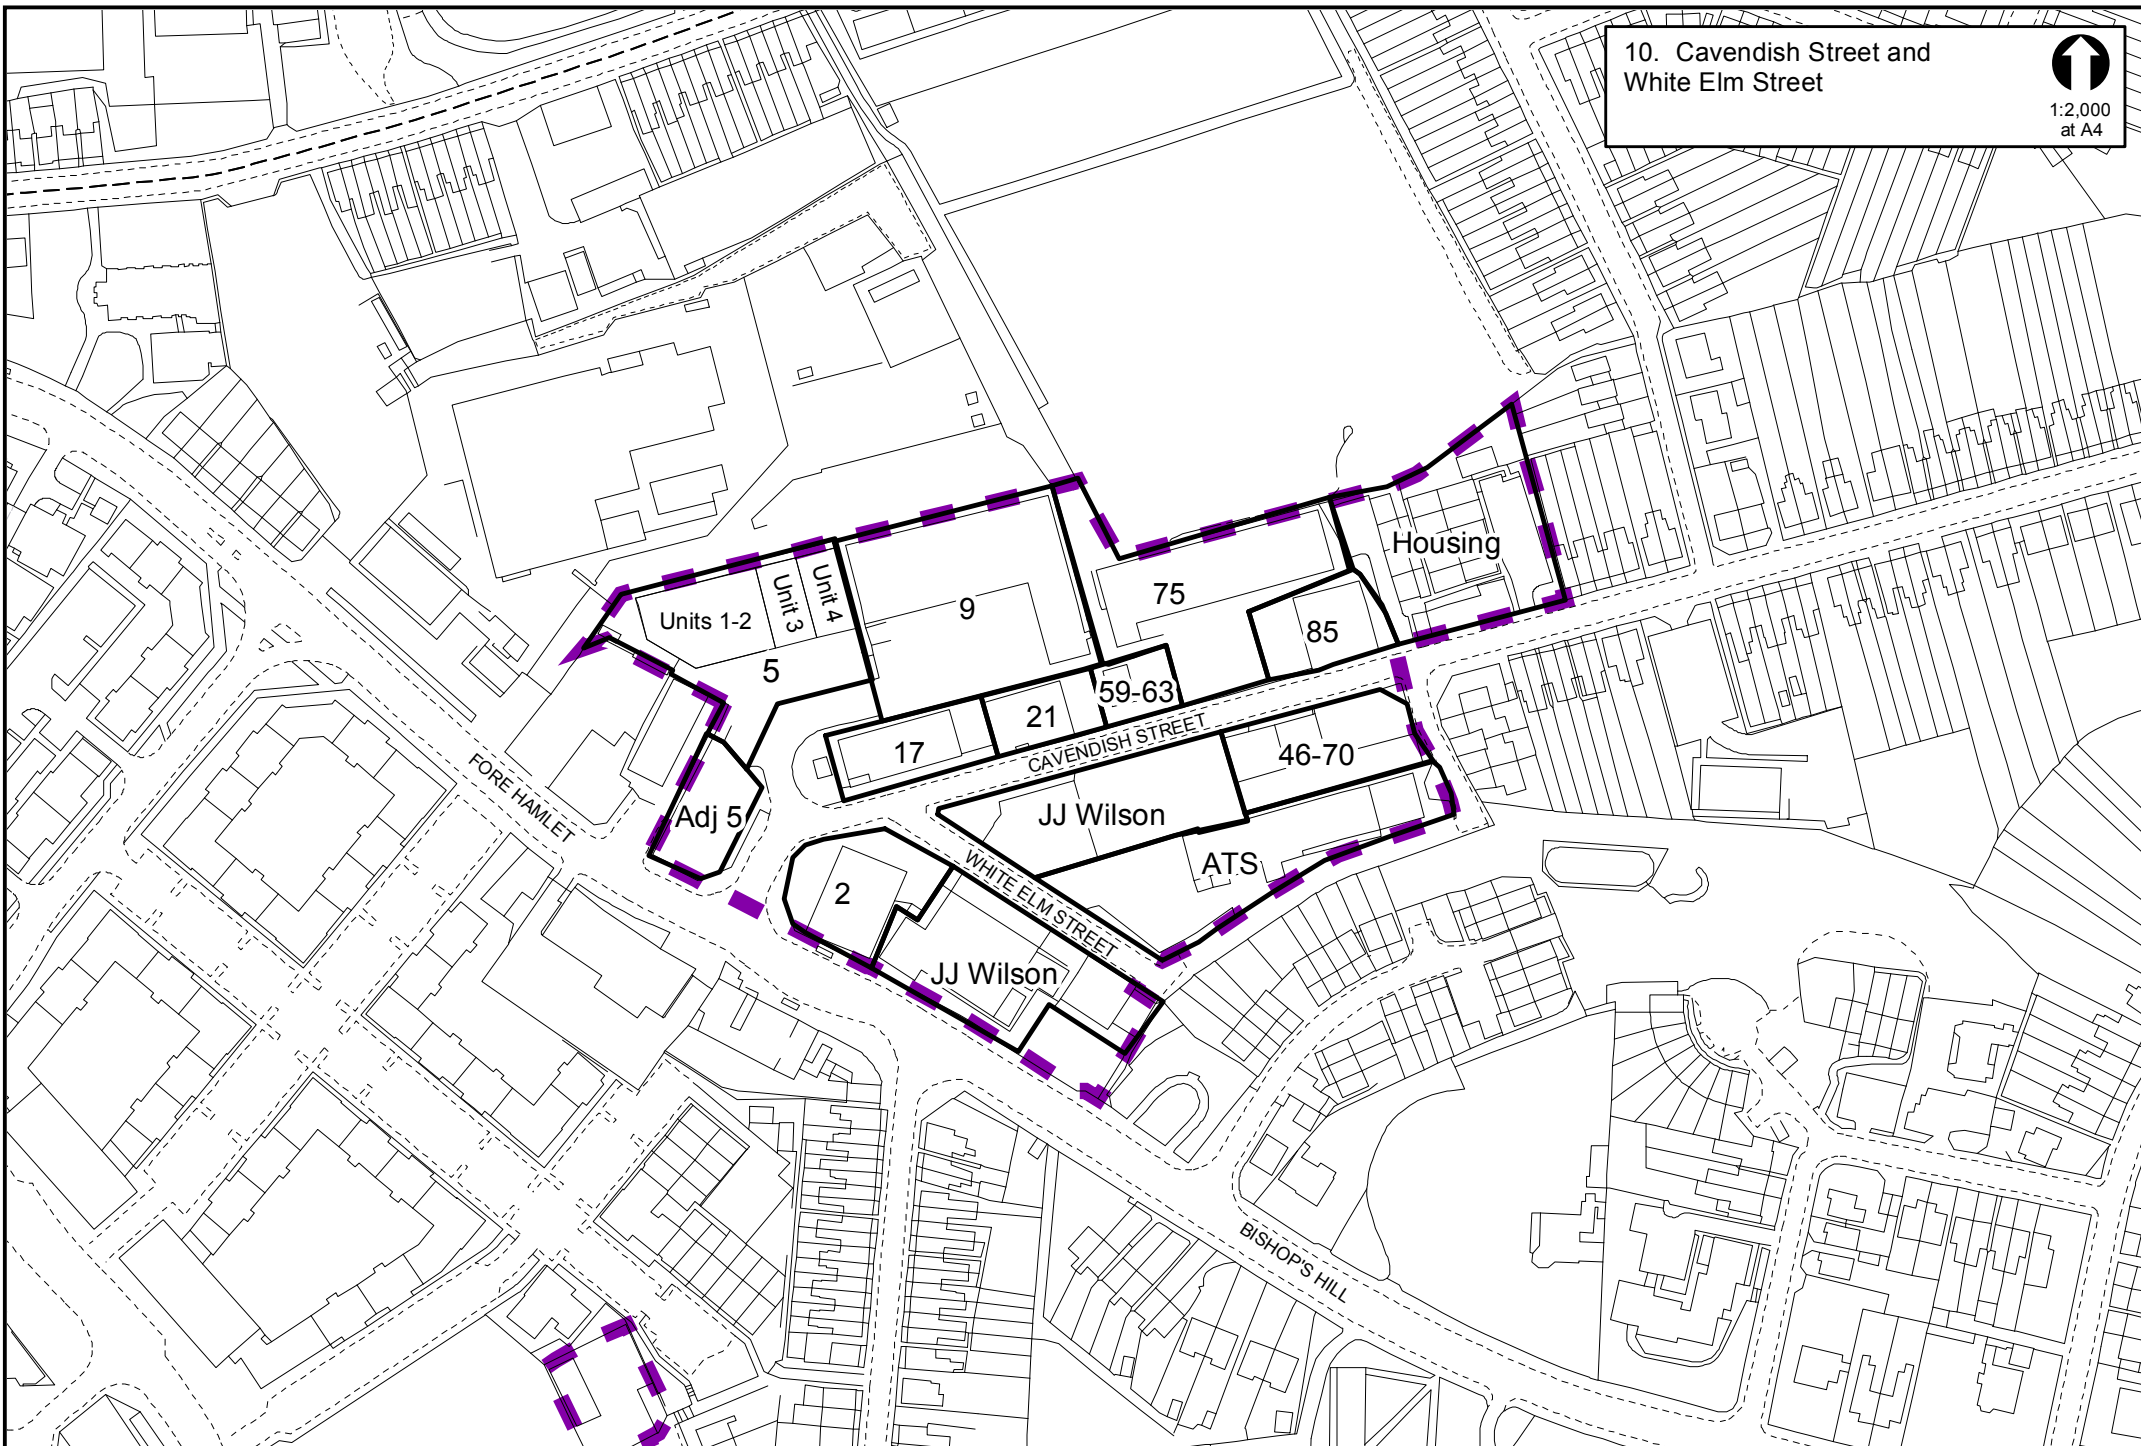 10. Cavendish Street and
White Elm Street
1:2,000
at A4
Housing
Unit 4
Unit 3
Units 1-2
9
75
85
5
59-63
21
17
CAVENDISH STREET
46-70
FORE HAMLET
Adj 5
JJ Wilson
ATS
2
WHITE ELM STREET
JJ Wilson
BISHOP'S HILL